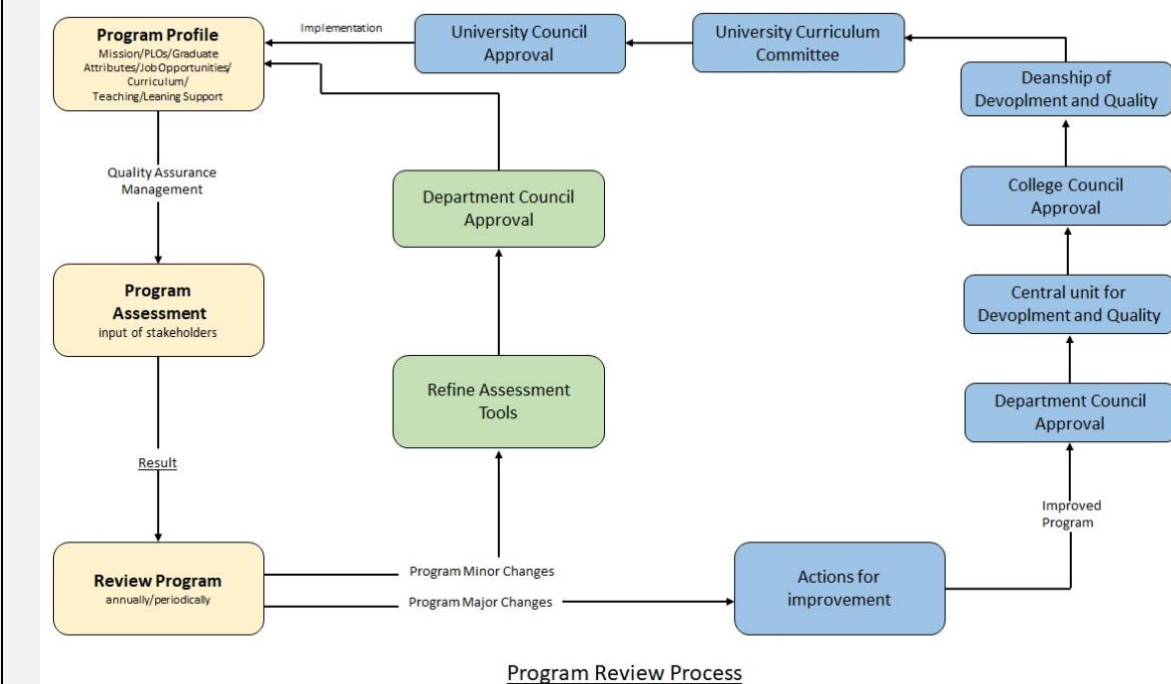 Program Profile
Mission/PLOs/Graduate
Attributes/Job Opportunities/
Curriculum/
Teaching/Leaning Support
Implementation
University Council
Approval
University Curriculum
Committee
Deanship of
Devoplment and Quality
Quality Assurance
Management
Department Council
Approval
College Council
Approval
Program
Assessment
input of stakeholders
Central unit for
Devoplment and Quality
Refine Assessment
Tools
Department Council
Approval
Result
Improved
Program
Review Program
annually/periodically
Program Minor Changes
Program Major Changes
Actions for
improvement
Program Review Process